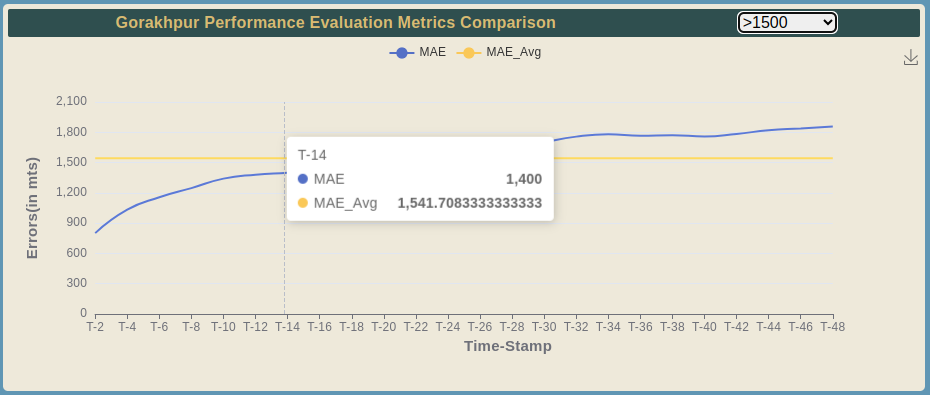 Gorakhpur Performance Evaluation Metrics Comparison >1500
MAE MAE_Avg
2,100
1,800
1,500
1,200
900
600
300
0
Errors(in mts)
T-14
MAE 1,400
MAE_Avg 1,541.7083333333333
T-2 T-4 T-6 T-8 T-10 T-12 T-14 T-16 T-18 T-20 T-22 T-24 T-26 T-28 T-30 T-32 T-34 T-36 T-38 T-40 T-42 T-44 T-46 T-48
Time-Stamp